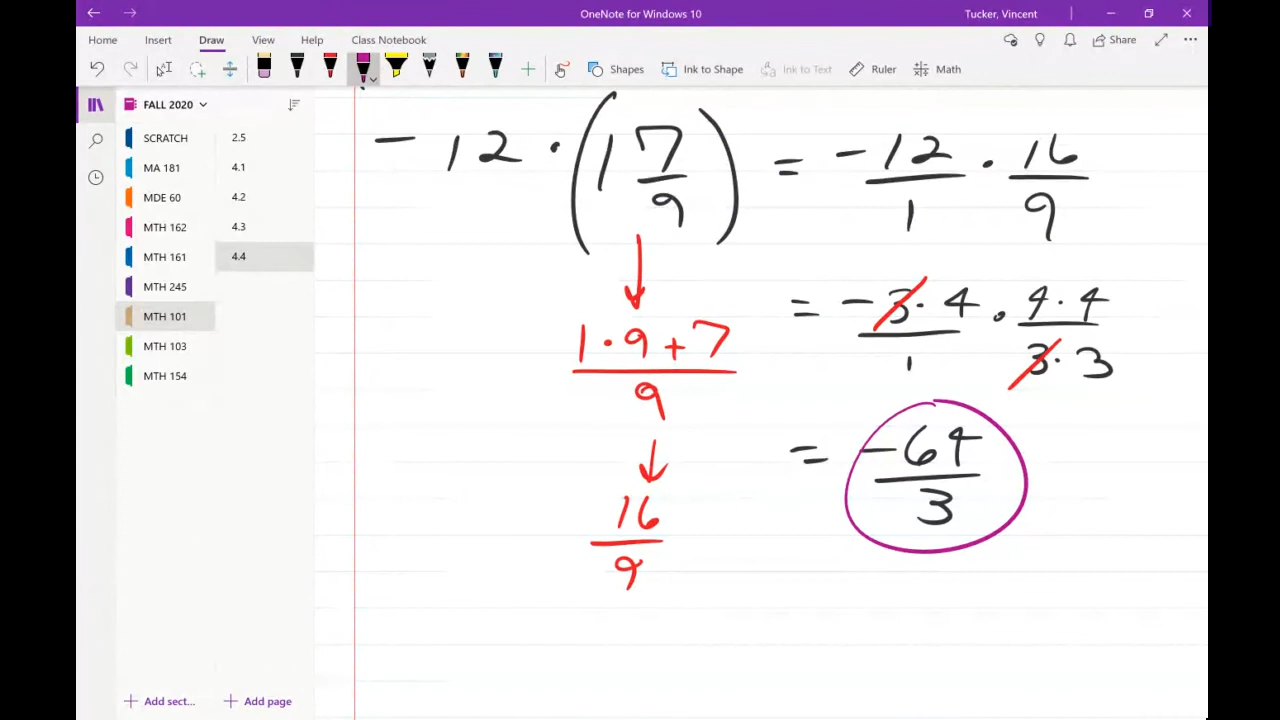 OneNote for Windows 10
Tucker, Vincent
Home Insert Draw View Help Class Notebook
Share
Shapes Ink to Shape Ink to Text Ruler Math
FALL 2020
SCRATCH
MA 181
MDE 60
MTH 162
MTH 161
MTH 245
MTH 101
MTH 103
MTH 154
2.5
4.1
4.2
4.3
4.4
Add sect...
Add page
-12 · (1 7/9) = -12/1 · 16/9
1·9+7/9
16/9
= -3·4/1 · 4·4/3·3
= -64/3